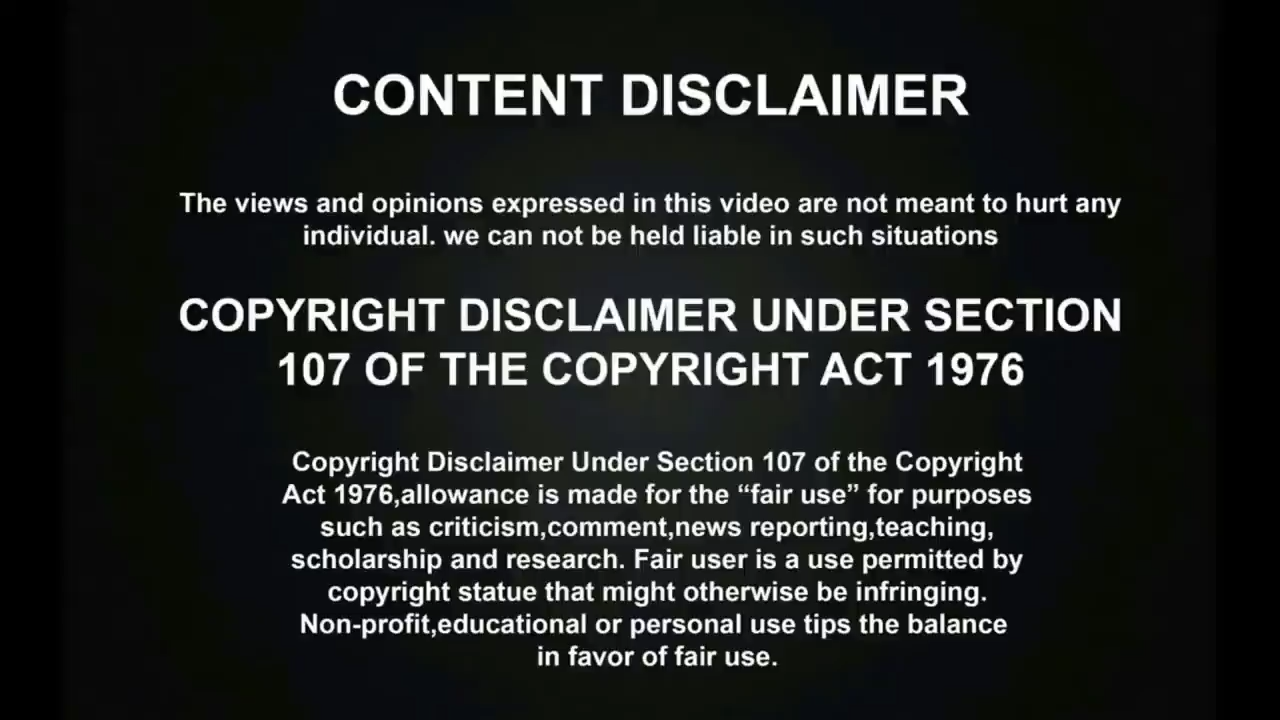 CONTENT DISCLAIMER
The views and opinions expressed in this video are not meant to hurt any
individual. we can not be held liable in such situations
COPYRIGHT DISCLAIMER UNDER SECTION
107 OF THE COPYRIGHT ACT 1976
Copyright Disclaimer Under Section 107 of the Copyright
Act 1976,allowance is made for the “fair use” for purposes
such as criticism,comment,news reporting,teaching,
scholarship and research. Fair user is a use permitted by
copyright statue that might otherwise be infringing.
Non-profit,educational or personal use tips the balance
in favor of fair use.